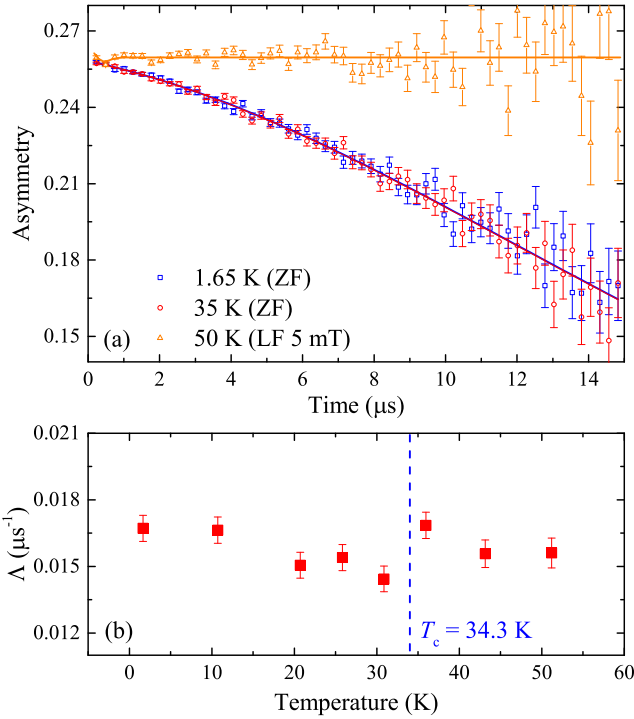 0.27
0.24
0.21
0.18
0.15
Asymmetry
1.65 K (ZF)
35 K (ZF)
50 K (LF 5 mT)
(a)
0 2 4 6 8 10 12 14
Time (μs)
0.021
0.018
0.015
0.012
Λ (μs⁻¹)
(b)
Tc = 34.3 K
0 10 20 30 40 50 60
Temperature (K)